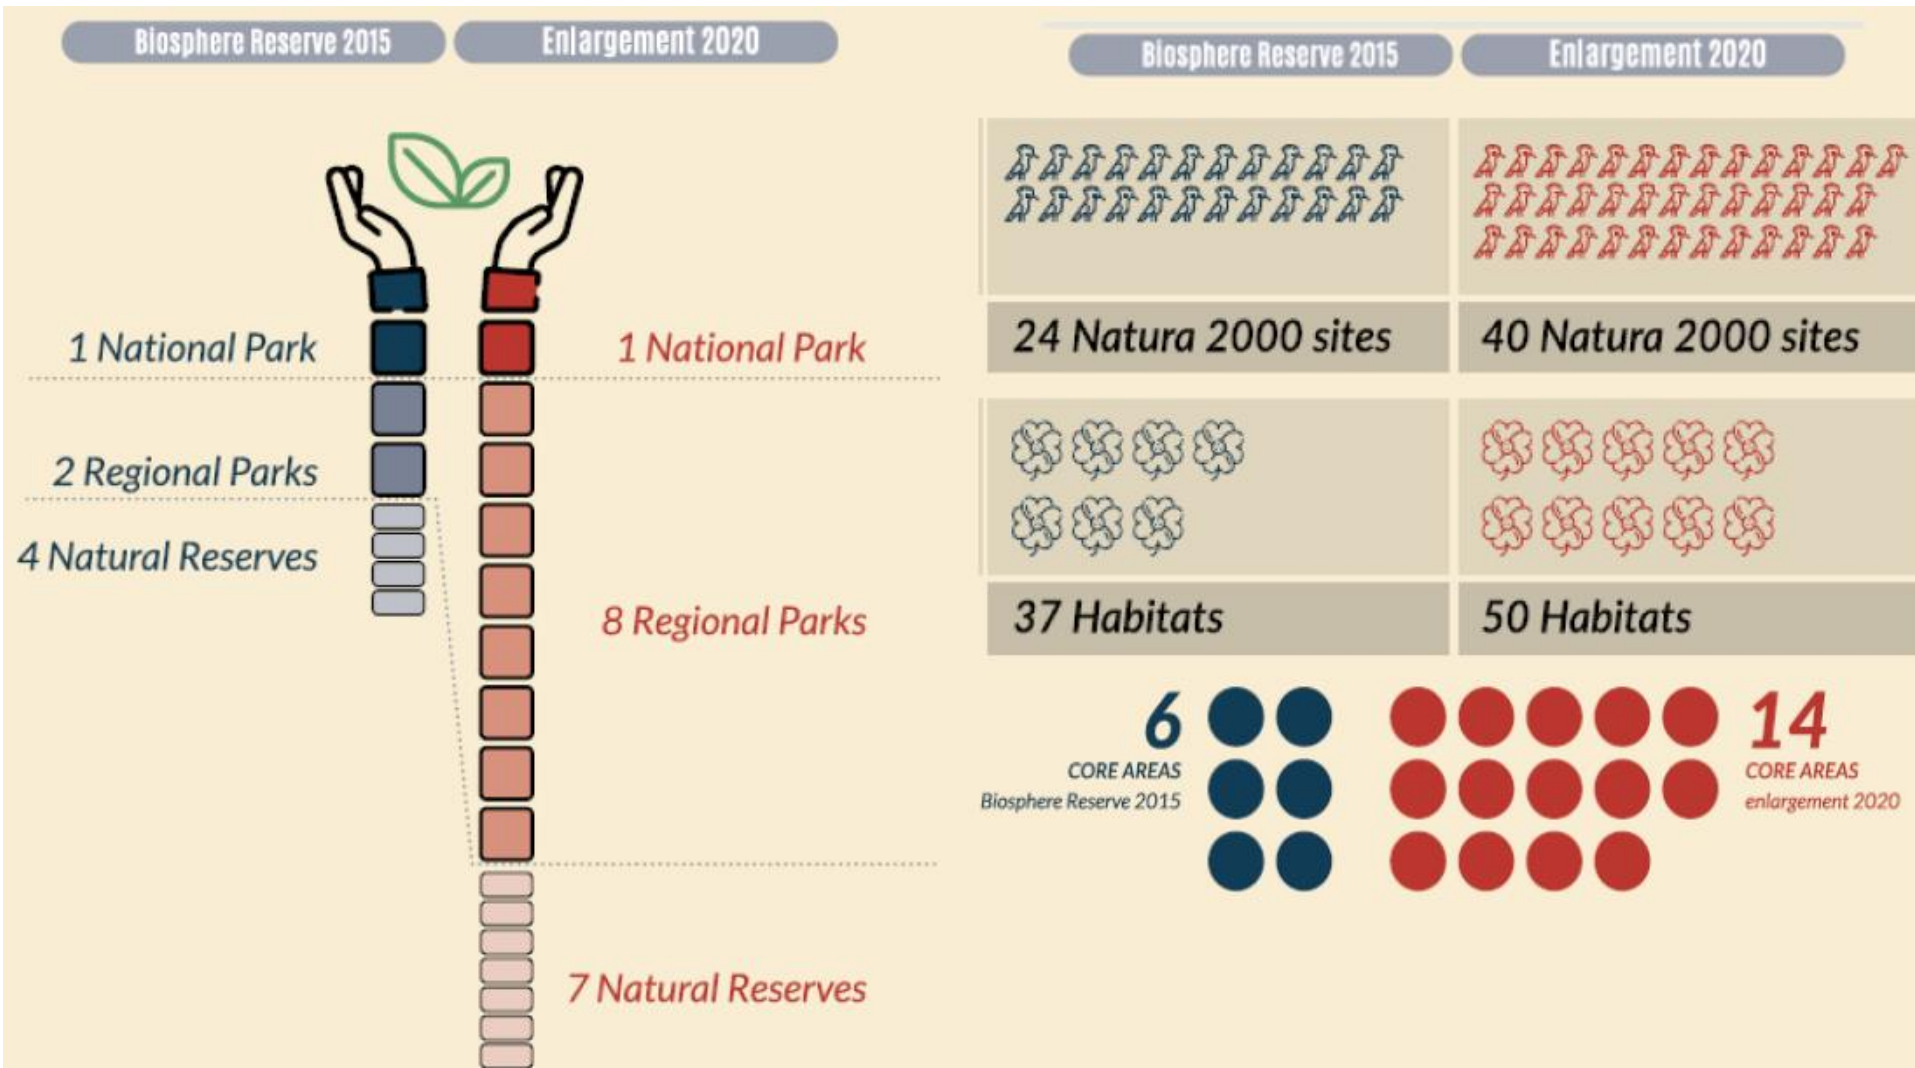 Biosphere Reserve 2015
Enlargement 2020
1 National Park
1 National Park
2 Regional Parks
4 Natural Reserves
8 Regional Parks
7 Natural Reserves
Biosphere Reserve 2015
Enlargement 2020
24 Natura 2000 sites
40 Natura 2000 sites
37 Habitats
50 Habitats
6
CORE AREAS
Biosphere Reserve 2015
14
CORE AREAS
enlargement 2020